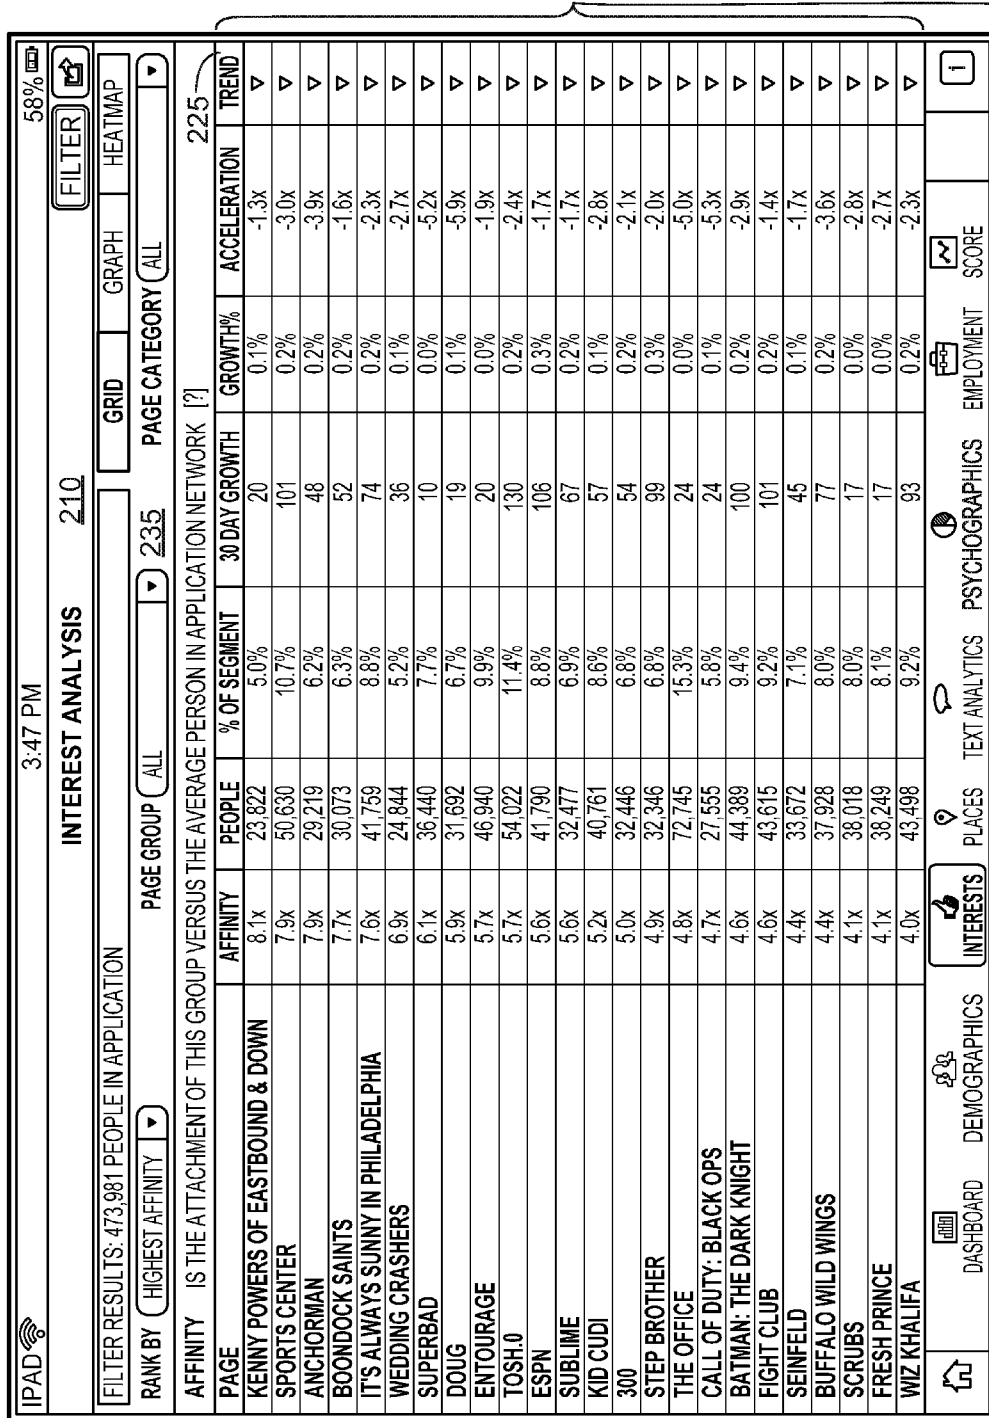 IPAD 3:47 PM 58%
INTEREST ANALYSIS 210 FILTER
FILTER RESULTS: 473,981 PEOPLE IN APPLICATION GRID GRAPH HEATMAP
RANK BY HIGHEST AFFINITY PAGE GROUP ALL 235 PAGE CATEGORY ALL
AFFINITY IS THE ATTACHMENT OF THIS GROUP VERSUS THE AVERAGE PERSON IN APPLICATION NETWORK [?] 225
PAGE AFFINITY PEOPLE % OF SEGMENT 30 DAY GROWTH GROWTH% ACCELERATION TREND
KENNY POWERS OF EASTBOUND & DOWN 8.1x 23,822 5.0% 20 0.1% -1.3x
SPORTS CENTER 7.9x 50,630 10.7% 101 0.2% -3.0x
ANCHORMAN 7.9x 29,219 6.2% 48 0.2% -3.9x
BOONDOCK SAINTS 7.7x 30,073 6.3% 52 0.2% -1.6x
IT'S ALWAYS SUNNY IN PHILADELPHIA 7.6x 41,759 8.8% 74 0.2% -2.3x
WEDDING CRASHERS 6.9x 24,844 5.2% 36 0.1% -2.7x
SUPERBAD 6.1x 36,440 7.7% 10 0.0% -5.2x
DOUG 5.9x 31,692 6.7% 19 0.1% -5.9x
ENTOURAGE 5.7x 46,940 9.9% 20 0.0% -1.9x
TOSH.0 5.7x 54,022 11.4% 130 0.2% -2.4x
ESPN 5.6x 41,790 8.8% 106 0.3% -1.7x
SUBLIME 5.6x 32,477 6.9% 67 0.2% -1.7x
KID CUDI 5.2x 40,761 8.6% 57 0.1% -2.8x
300 5.0x 32,446 6.8% 54 0.2% -2.1x
STEP BROTHER 4.9x 32,346 6.8% 99 0.3% -2.0x
THE OFFICE 4.8x 72,745 15.3% 24 0.0% -5.0x
CALL OF DUTY: BLACK OPS 4.7x 27,555 5.8% 24 0.1% -5.3x
BATMAN: THE DARK KNIGHT 4.6x 44,389 9.4% 100 0.2% -2.9x
FIGHT CLUB 4.6x 43,615 9.2% 101 0.2% -1.4x
SEINFELD 4.4x 33,672 7.1% 45 0.1% -1.7x
BUFFALO WILD WINGS 4.4x 37,928 8.0% 77 0.2% -3.6x
SCRUBS 4.1x 38,018 8.0% 17 0.0% -2.8x
FRESH PRINCE 4.1x 38,249 8.1% 17 0.0% -2.7x
WIZ KHALIFA 4.0x 43,498 9.2% 93 0.2% -2.3x
DASHBOARD DEMOGRAPHICS INTERESTS PLACES TEXT ANALYTICS PSYCHOGRAPHICS EMPLOYMENT SCORE i